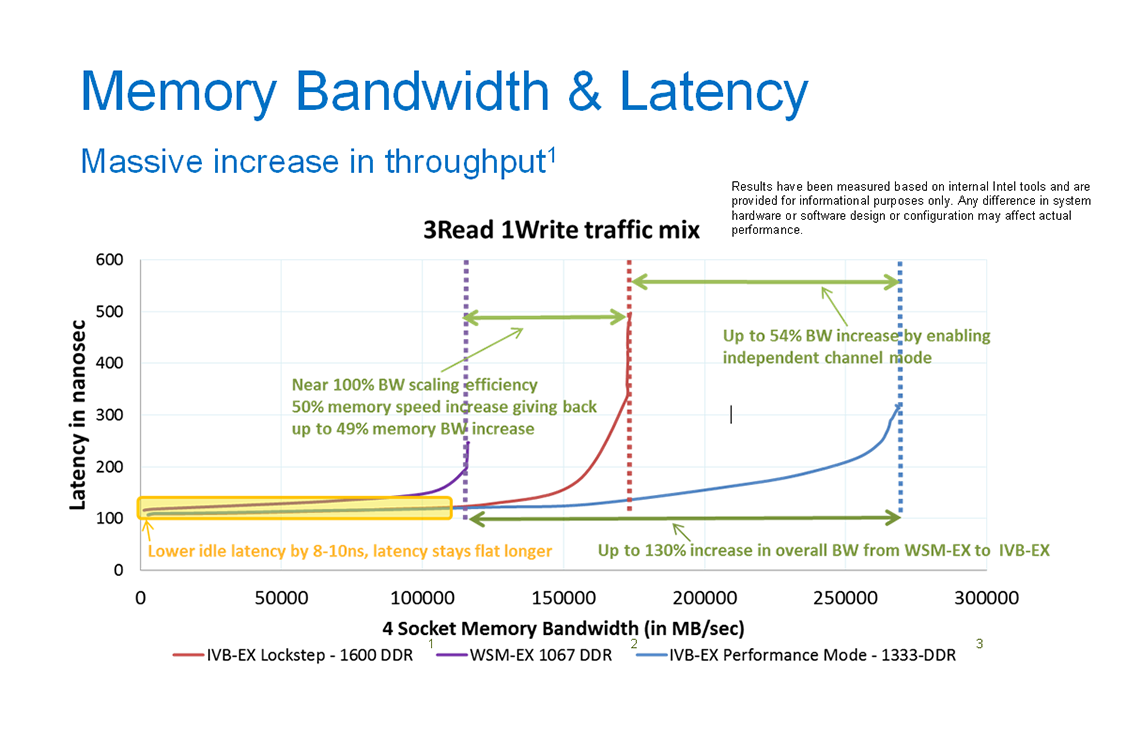 Memory Bandwidth & Latency
Massive increase in throughput¹
Results have been measured based on internal Intel tools and are
provided for informational purposes only. Any difference in system
hardware or software design or configuration may affect actual
performance.
3Read 1Write traffic mix
600
500
400
300
200
100
0
Latency in nanosec
Up to 54% BW increase by enabling
independent channel mode
Near 100% BW scaling efficiency
50% memory speed increase giving back
up to 49% memory BW increase
Lower idle latency by 8-10ns, latency stays flat longer
Up to 130% increase in overall BW from WSM-EX to IVB-EX
0 50000 100000 150000 200000 250000 300000
4 Socket Memory Bandwidth (in MB/sec)
1 2 3
IVB-EX Lockstep - 1600 DDR WSM-EX 1067 DDR IVB-EX Performance Mode - 1333-DDR